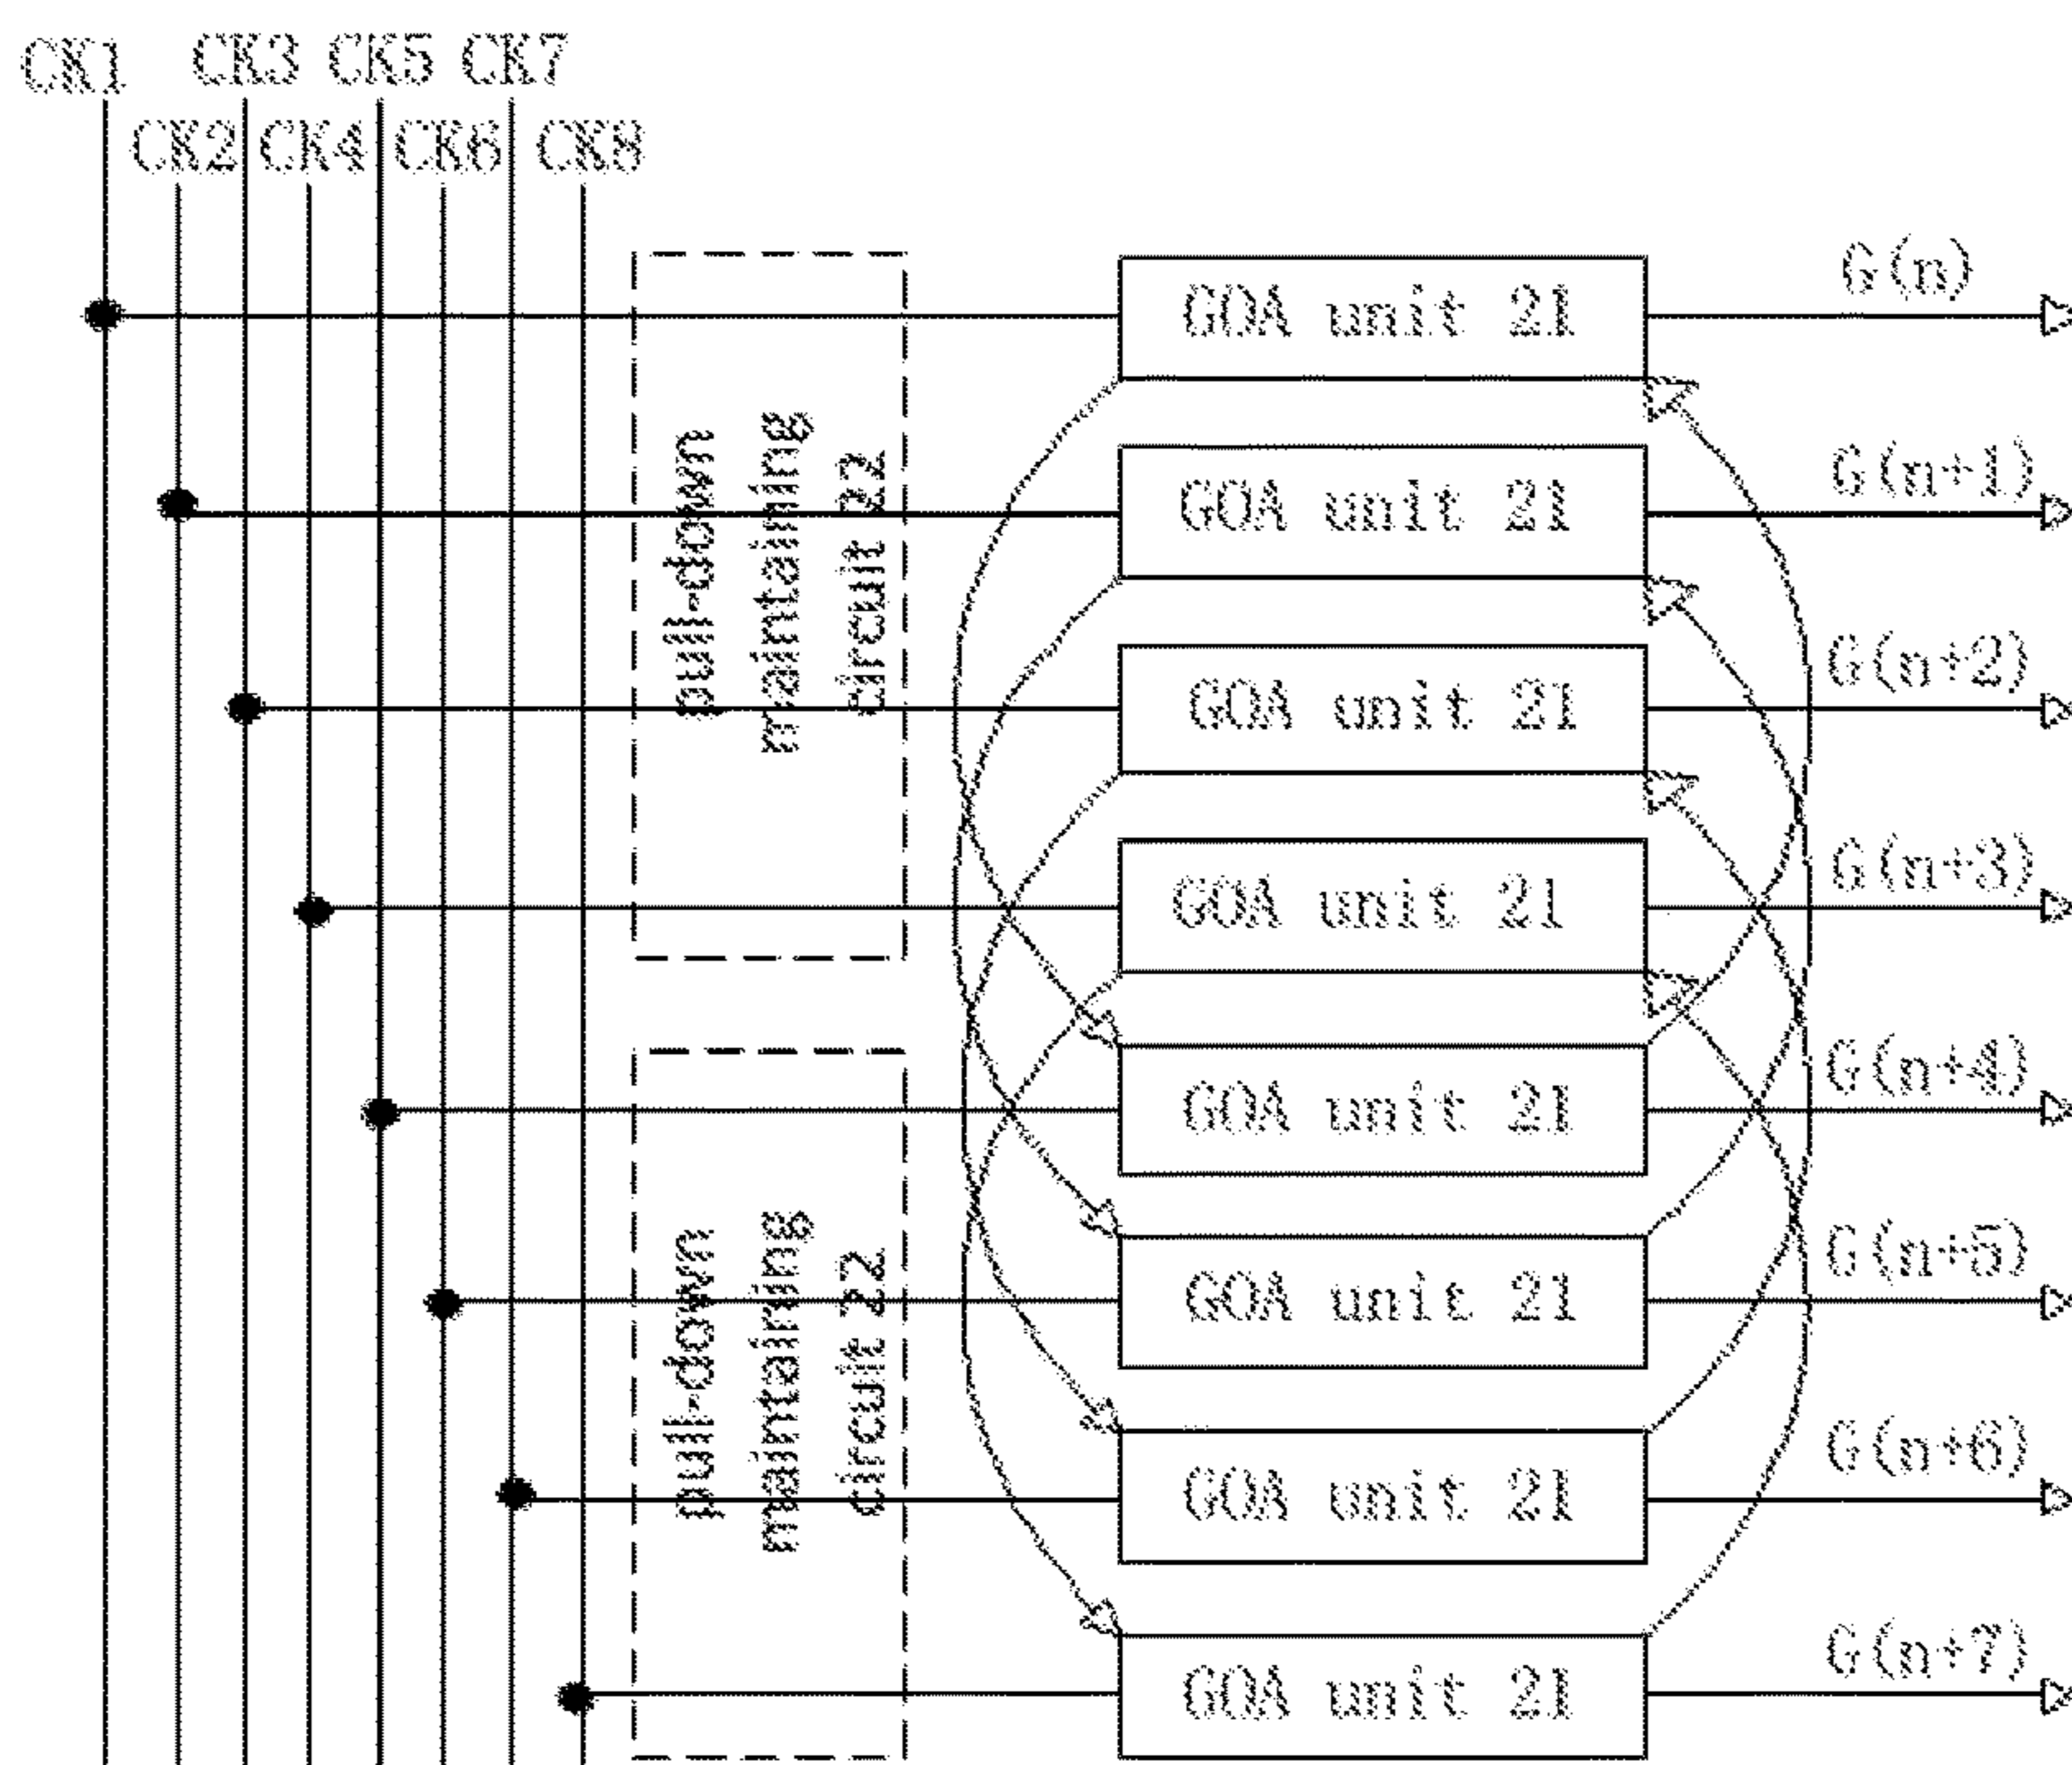 CK1 CK3 CK5 CK7
CK2 CK4 CK6 CK8
pull-down
maintaining
circuit 22
GOA unit 21
G(n)
GOA unit 21
G(n+1)
GOA unit 21
G(n+2)
GOA unit 21
G(n+3)
pull-down
maintaining
circuit 22
GOA unit 21
G(n+4)
GOA unit 21
G(n+5)
GOA unit 21
G(n+6)
GOA unit 21
G(n+7)